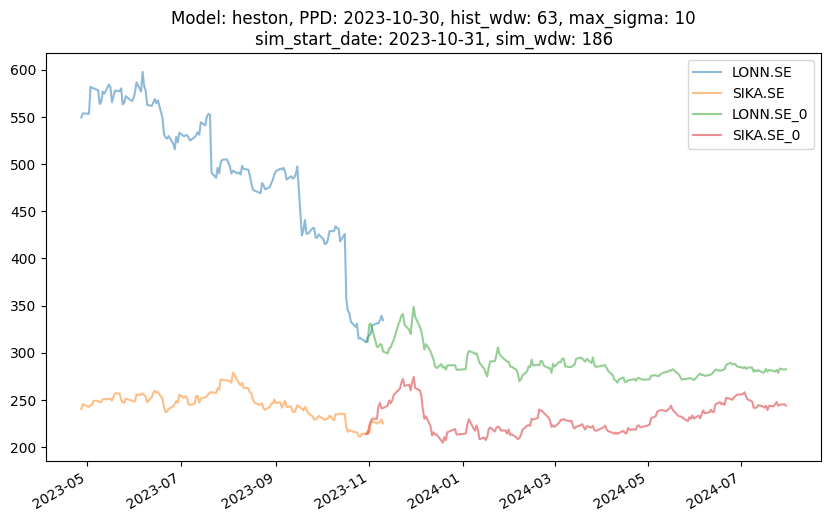 Model: heston, PPD: 2023-10-30, hist_wdw: 63, max_sigma: 10
sim_start_date: 2023-10-31, sim_wdw: 186
LONN.SE
SIKA.SE
LONN.SE_0
SIKA.SE_0
600
550
500
450
400
350
300
250
200
2023-05
2023-07
2023-09
2023-11
2024-01
2024-03
2024-05
2024-07